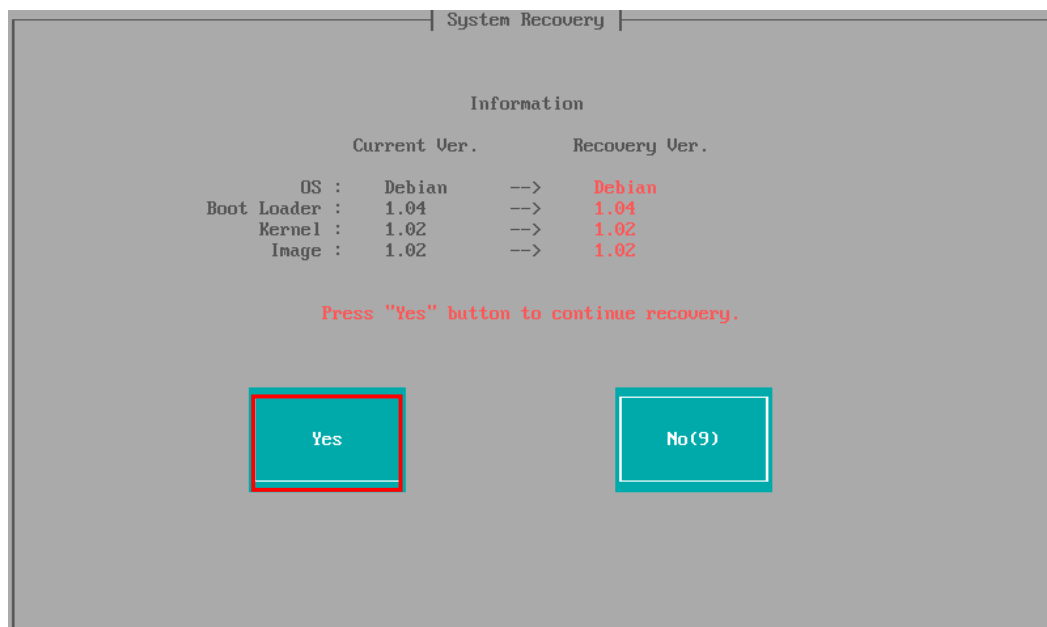 System Recovery
Information
Current Ver. Recovery Ver.
OS : Debian --> Debian
Boot Loader : 1.04 --> 1.04
Kernel : 1.02 --> 1.02
Image : 1.02 --> 1.02
Press "Yes" button to continue recovery.
Yes No(9)